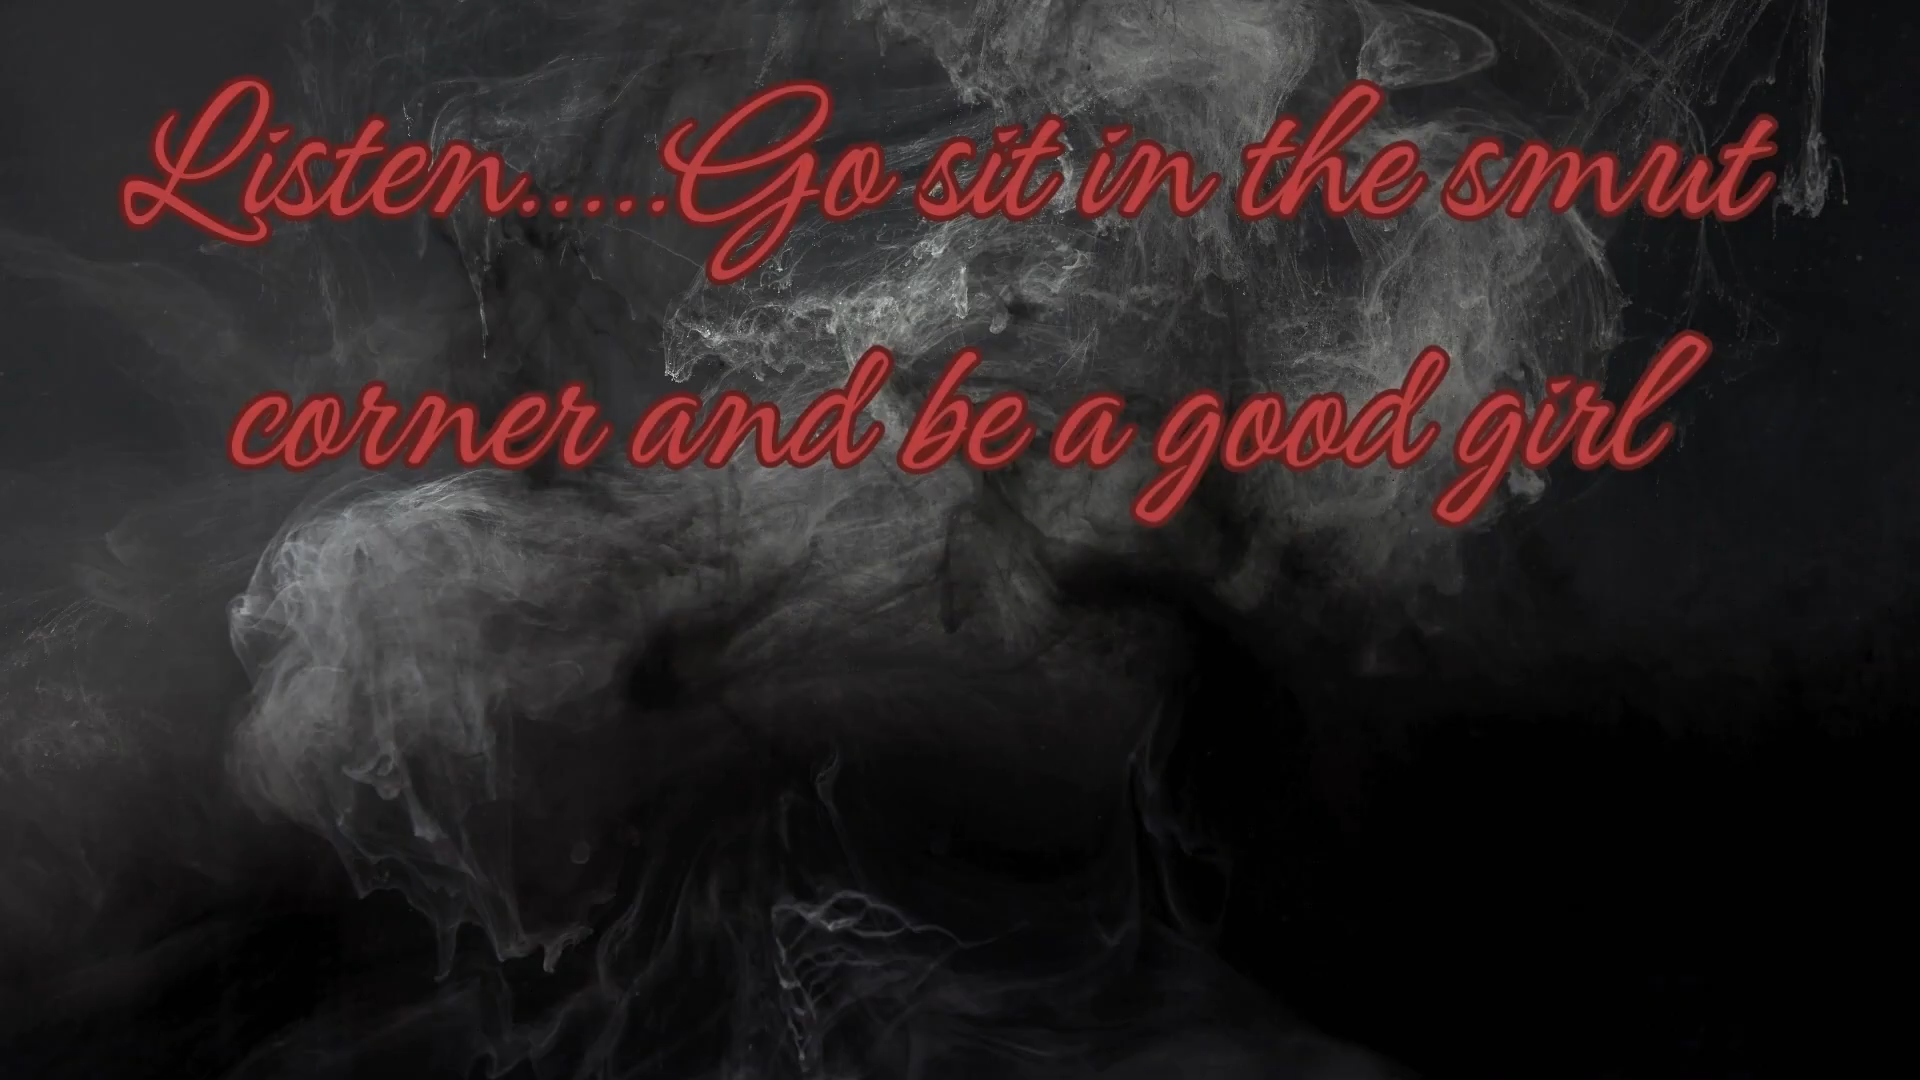 Listen.....Go sit in the smut
corner and be a good girl